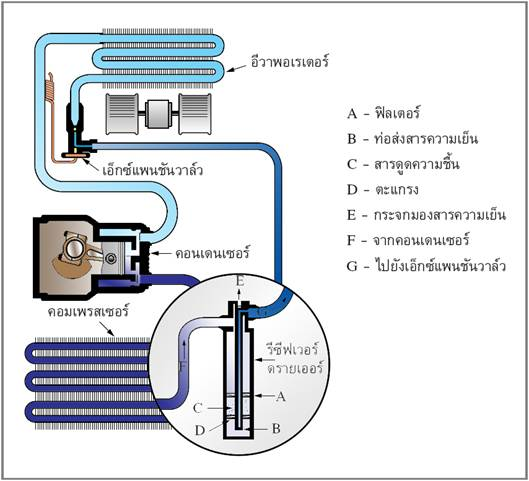 อีวาพอเรเตอร์
A - ฟิลเตอร์
B - ท่อส่งสารความเย็น
C - สารดูดความชื้น
D - ตะแกรง
E - กระจกมองสารความเย็น
F - จากคอนเดนเซอร์
G - ไปยังเอ็กซ์แพนชันวาล์ว
เอ็กซ์แพนชันวาล์ว
คอนเดนเซอร์
คอมเพรสเซอร์
E
G
รีซีฟเวอร์
ดรายเออร์
F
A
C
D
B